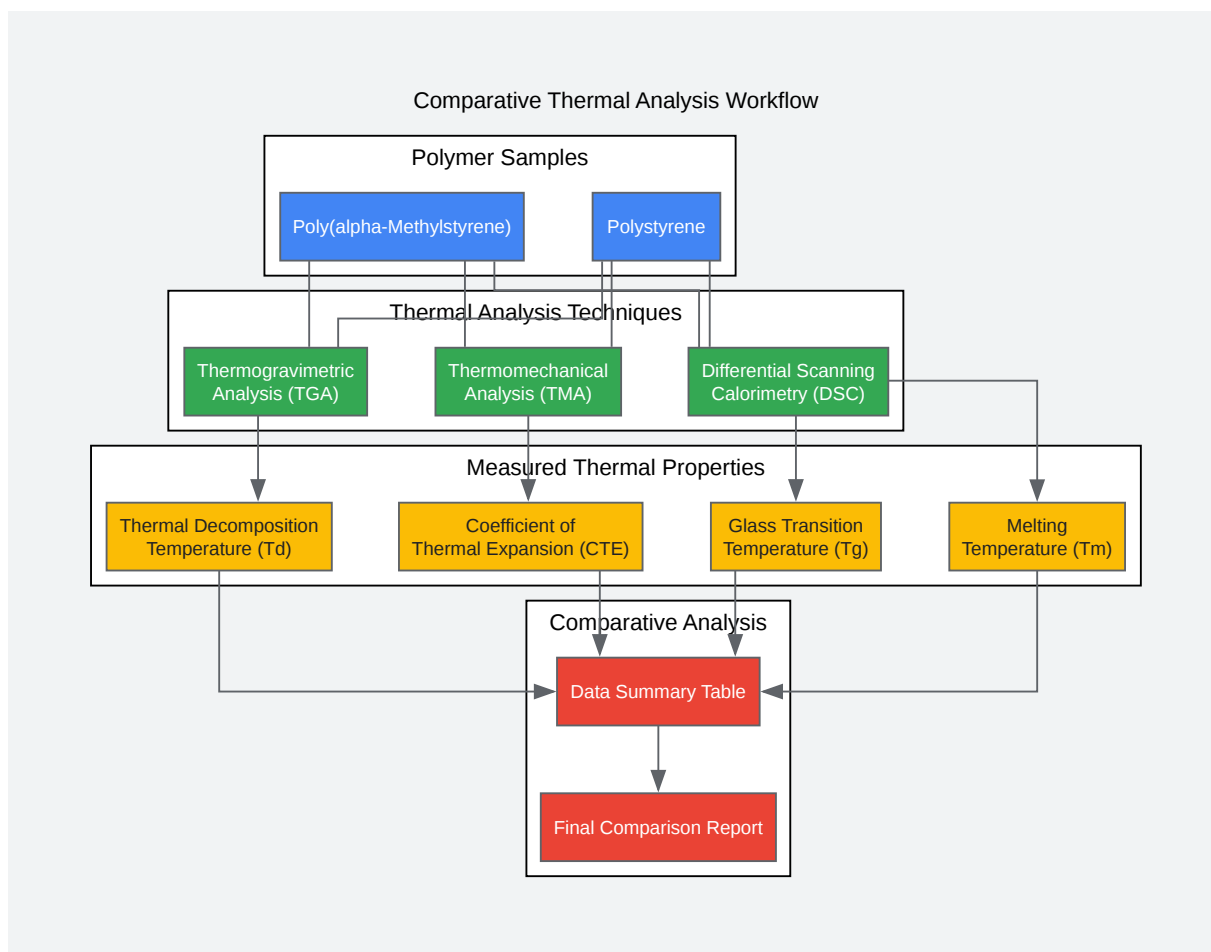 Comparative Thermal Analysis Workflow
Polymer Samples
Poly(alpha-Methylstyrene)
Polystyrene
Thermal Analysis Techniques
Thermogravimetric
Analysis (TGA)
Thermomechanical
Analysis (TMA)
Differential Scanning
Calorimetry (DSC)
Measured Thermal Properties
Thermal Decomposition
Temperature (Td)
Coefficient of
Thermal Expansion (CTE)
Glass Transition
Temperature (Tg)
Melting
Temperature (Tm)
Comparative Analysis
Data Summary Table
Final Comparison Report